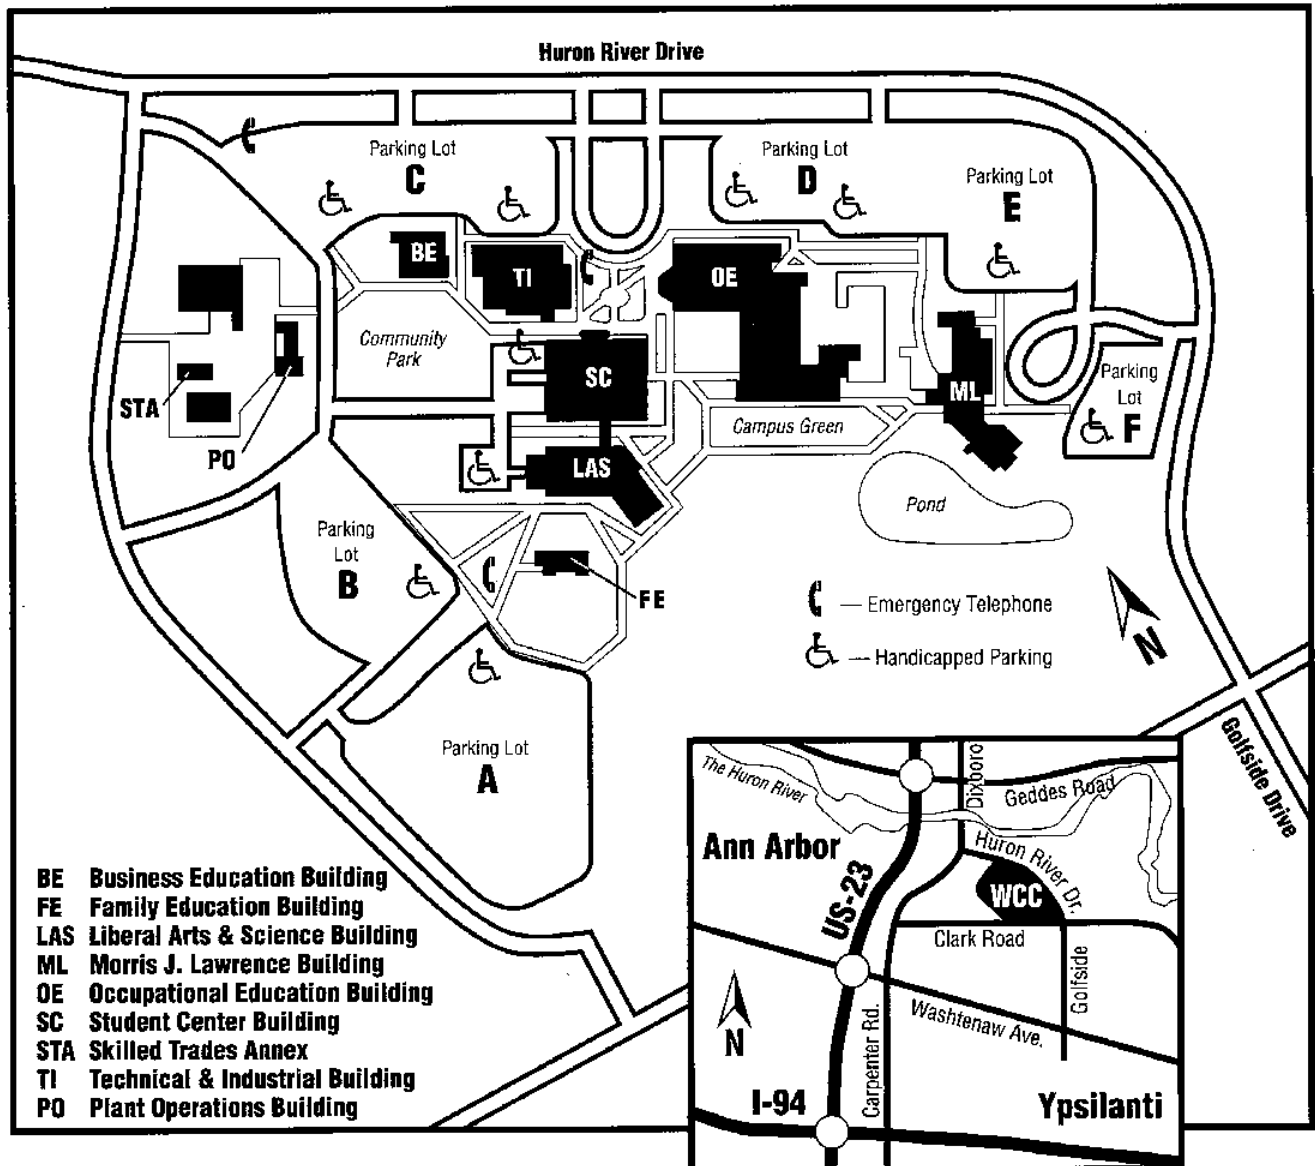 Huron River Drive
Parking Lot
C
Parking Lot
D
Parking Lot
E
BE
TI
OE
Community
Park
SC
ML
Parking
Lot
F
STA
PO
LAS
Campus Green
Pond
Parking
Lot
B
FE
— Emergency Telephone
— Handicapped Parking
N
Parking Lot
A
Golfside Drive
BE Business Education Building
FE Family Education Building
LAS Liberal Arts & Science Building
ML Morris J. Lawrence Building
OE Occupational Education Building
SC Student Center Building
STA Skilled Trades Annex
TI Technical & Industrial Building
PO Plant Operations Building
The Huron River
Dixboro
Geddes Road
Ann Arbor
US-23
Huron River Dr.
WCC
Clark Road
Golfside
Washtenaw Ave.
Carpenter Rd.
N
I-94
Ypsilanti